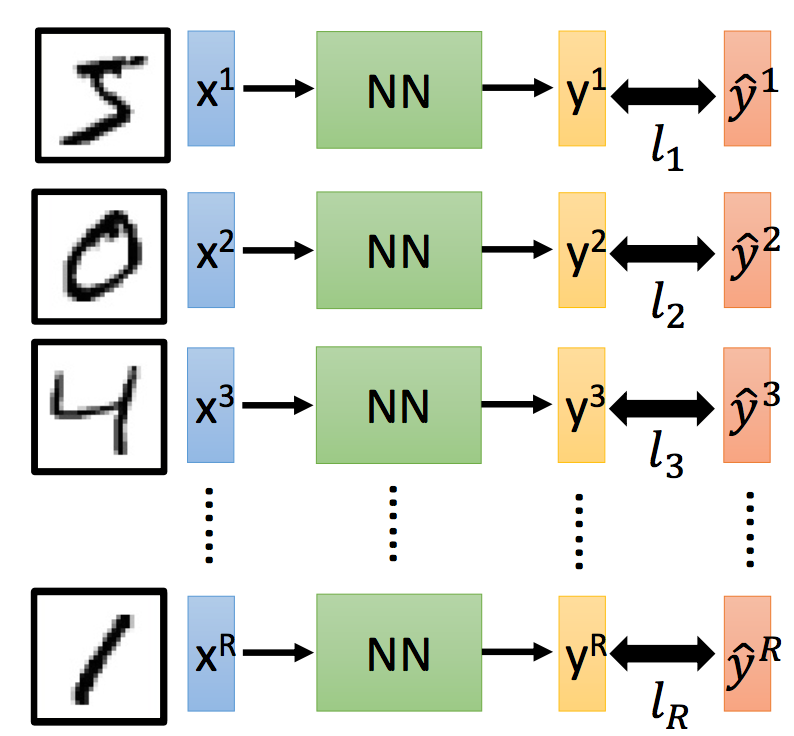 5 x¹ NN y¹ l₁ ŷ¹
0 x² NN y² l₂ ŷ²
4 x³ NN y³ l₃ ŷ³
...... ...... ...... ......
1 xᴿ NN yᴿ l_R ŷᴿ